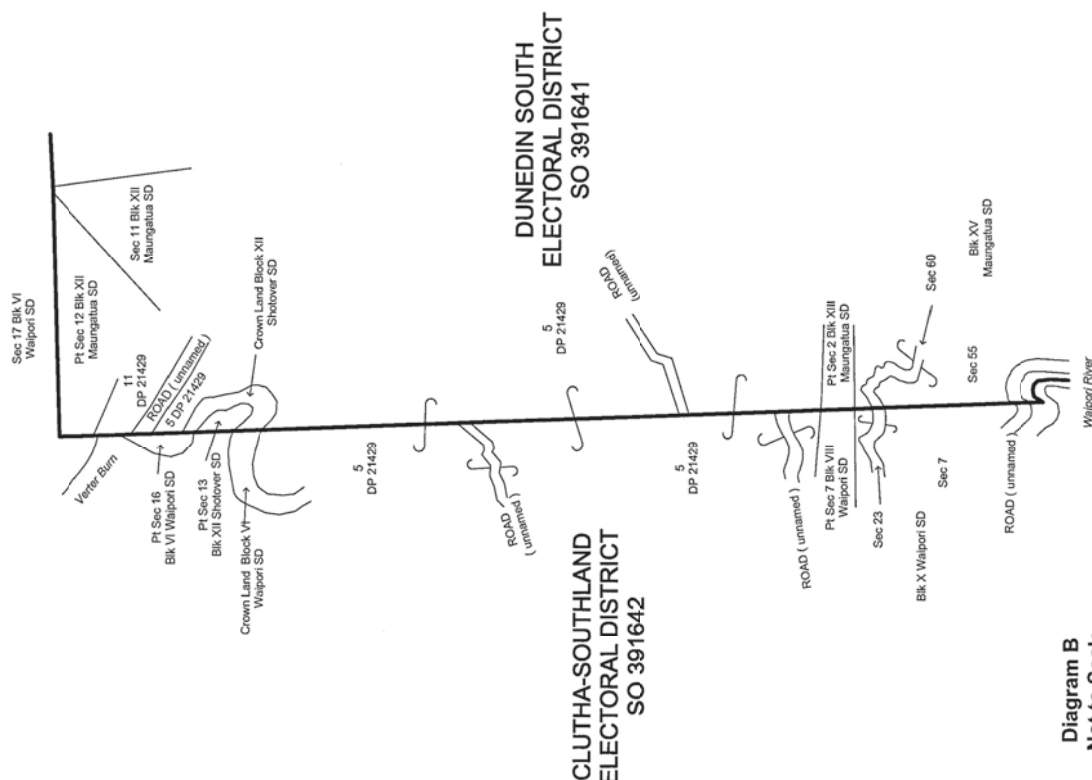 Sec 17 Blk VI
Waipori SD
Pt Sec 12 Blk XII
Maungatua SD
Sec 11 Blk XII
Maungatua SD
11
DP 21429
ROAD ( unnamed )
5 DP 21429
Verter Burn
Pt Sec 16
Blk VI Waipori SD
Pt Sec 13
Blk XII Shotover SD
Crown Land Block XII
Shotover SD
Crown Land Block VI
Waipori SD
DUNEDIN SOUTH
ELECTORAL DISTRICT
SO 391641
5
DP 21429
5
DP 21429
ROAD
(unnamed)
ROAD
( unnamed)
5
DP 21429
CLUTHA-SOUTHLAND
ELECTORAL DISTRICT
SO 391642
ROAD ( unnamed)
Pt Sec 7 Blk VIII
Waipori SD
Pt Sec 2 Blk XIII
Maungatua SD
Sec 23
Sec 60
Blk X Waipori SD
Sec 7
Sec 55
Blk XV
Maungatua SD
ROAD ( unnamed )
Waipori River
Diagram B
Not to Scale